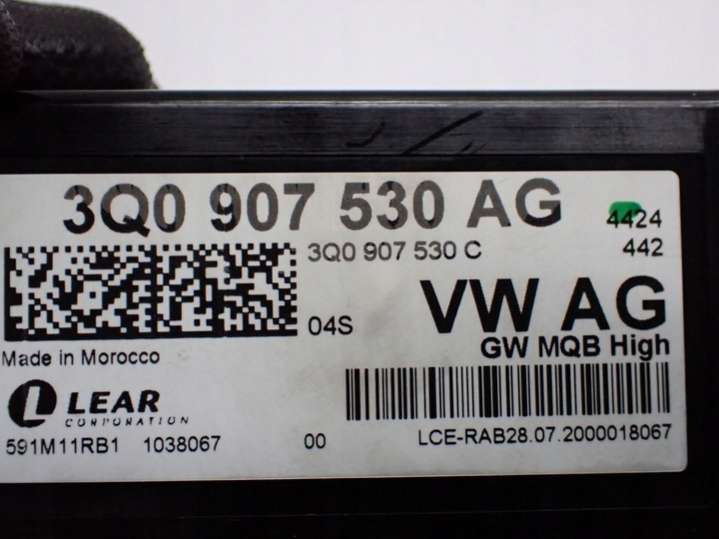 3Q0 907 530 AG 4424
3Q0 907 530 C 442
04S VW AG
GW MQB High
Made in Morocco
LEAR
CORPORATION
591M11RB1 1038067 00 LCE-RAB28.07.2000018067